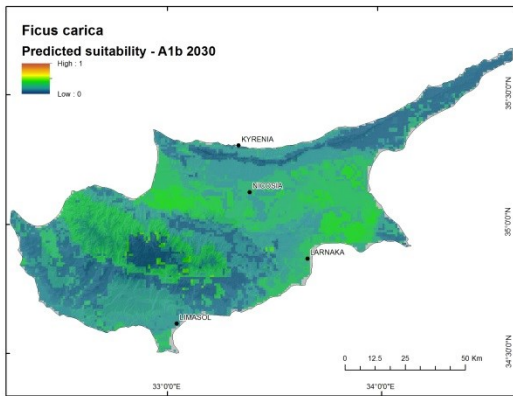 Ficus carica
Predicted suitability - A1b 2030
High : 1
Low : 0
35°30'0"N
KYRENIA
NICOSIA
35°0'0"N
LARNAKA
LIMASOL
34°30'0"N
0 12.5 25 50 Km
33°0'0"E 34°0'0"E